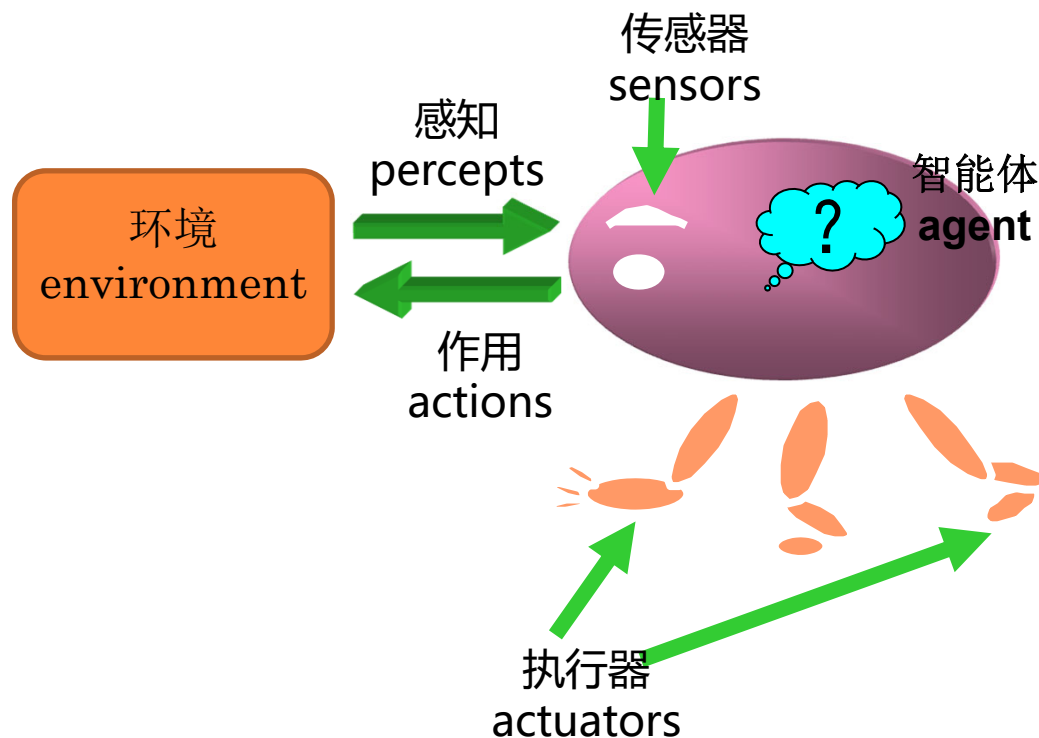 传感器
sensors
感知
percepts
智能体
agent
?
环境
environment
作用
actions
执行器
actuators